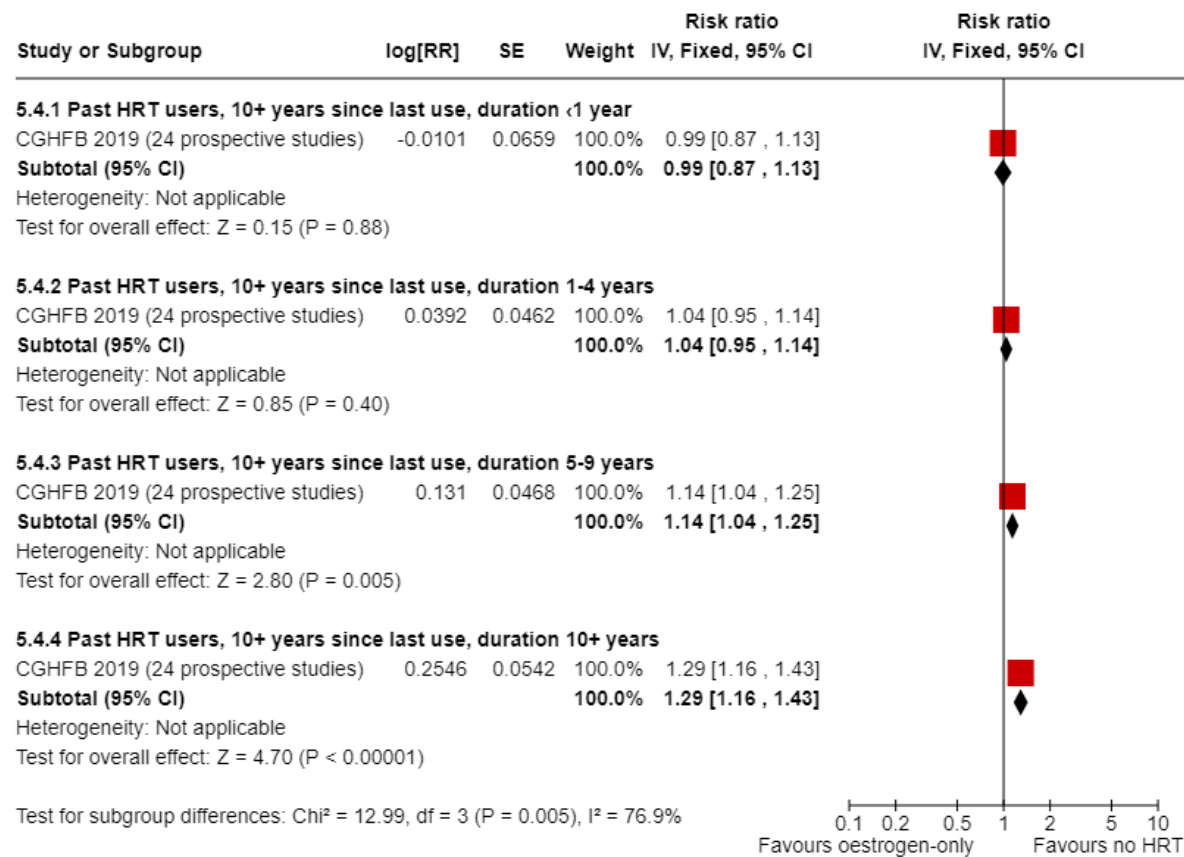 Risk ratio Risk ratio
Study or Subgroup log[RR] SE Weight IV, Fixed, 95% CI IV, Fixed, 95% CI
5.4.1 Past HRT users, 10+ years since last use, duration <1 year
CGHFB 2019 (24 prospective studies) -0.0101 0.0659 100.0% 0.99 [0.87 , 1.13]
Subtotal (95% CI) 100.0% 0.99 [0.87 , 1.13]
Heterogeneity: Not applicable
Test for overall effect: Z = 0.15 (P = 0.88)
5.4.2 Past HRT users, 10+ years since last use, duration 1-4 years
CGHFB 2019 (24 prospective studies) 0.0392 0.0462 100.0% 1.04 [0.95 , 1.14]
Subtotal (95% CI) 100.0% 1.04 [0.95 , 1.14]
Heterogeneity: Not applicable
Test for overall effect: Z = 0.85 (P = 0.40)
5.4.3 Past HRT users, 10+ years since last use, duration 5-9 years
CGHFB 2019 (24 prospective studies) 0.131 0.0468 100.0% 1.14 [1.04 , 1.25]
Subtotal (95% CI) 100.0% 1.14 [1.04 , 1.25]
Heterogeneity: Not applicable
Test for overall effect: Z = 2.80 (P = 0.005)
5.4.4 Past HRT users, 10+ years since last use, duration 10+ years
CGHFB 2019 (24 prospective studies) 0.2546 0.0542 100.0% 1.29 [1.16 , 1.43]
Subtotal (95% CI) 100.0% 1.29 [1.16 , 1.43]
Heterogeneity: Not applicable
Test for overall effect: Z = 4.70 (P < 0.00001)
Test for subgroup differences: Chi² = 12.99, df = 3 (P = 0.005), I² = 76.9%
0.1 0.2 0.5 1 2 5 10
Favours oestrogen-only Favours no HRT